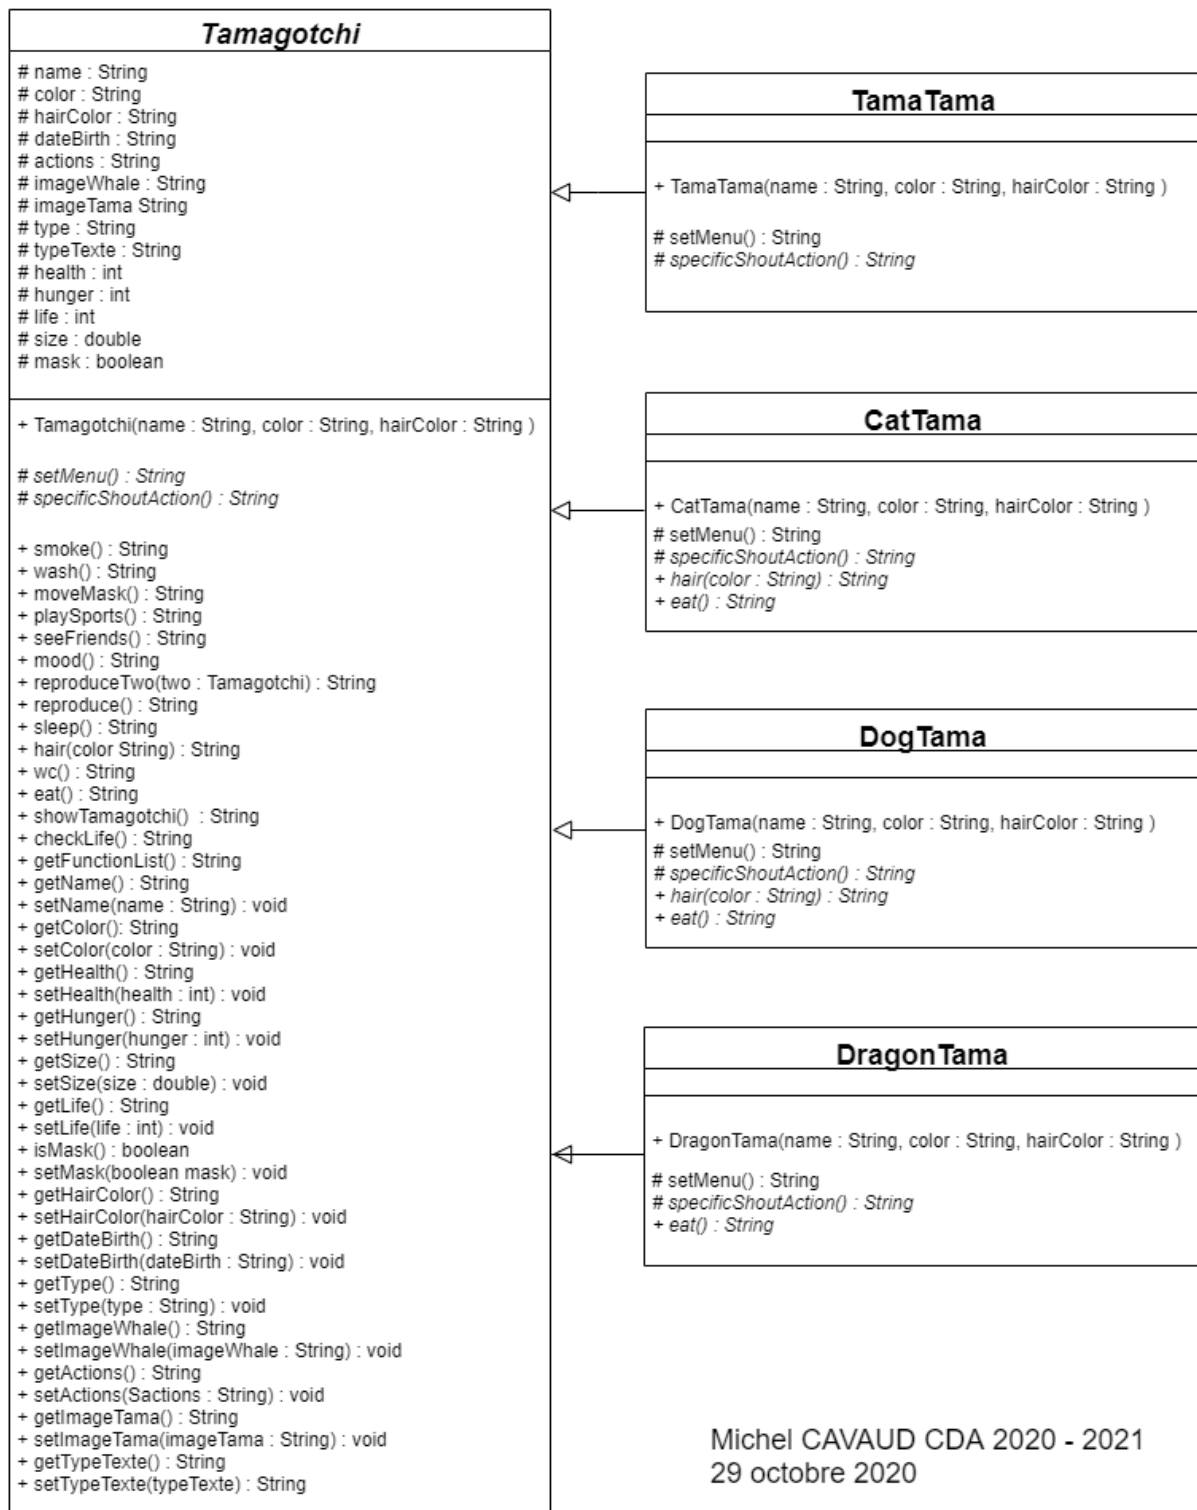 Tamagotchi
# name : String
# color : String
# hairColor : String
# dateBirth : String
# actions : String
# imageWhale : String
# imageTama String
# type : String
# typeTexte : String
# health : int
# hunger : int
# life : int
# size : double
# mask : boolean
+ Tamagotchi(name : String, color : String, hairColor : String )
# setMenu() : String
# specificShoutAction() : String
+ smoke() : String
+ wash() : String
+ moveMask() : String
+ playSports() : String
+ seeFriends() : String
+ mood() : String
+ reproduceTwo(two : Tamagotchi) : String
+ reproduce() : String
+ sleep() : String
+ hair(color String) : String
+ wc() : String
+ eat() : String
+ showTamagotchi() : String
+ checkLife() : String
+ getFunctionList() : String
+ getName() : String
+ setName(name : String) : void
+ getColor(): String
+ setColor(color : String) : void
+ getHealth() : String
+ setHealth(health : int) : void
+ getHunger() : String
+ setHunger(hunger : int) : void
+ getSize() : String
+ setSize(size : double) : void
+ getLife() : String
+ setLife(life : int) : void
+ isMask() : boolean
+ setMask(boolean mask) : void
+ getHairColor() : String
+ setHairColor(hairColor : String) : void
+ getDateBirth() : String
+ setDateBirth(dateBirth : String) : void
+ getType() : String
+ setType(type : String) : void
+ getImageWhale() : String
+ setImageWhale(imageWhale : String) : void
+ getActions() : String
+ setActions(Sactions : String) : void
+ getImageTama() : String
+ setImageTama(imageTama : String) : void
+ getTypeTexte() : String
+ setTypeTexte(typeTexte) : String
TamaTama
+ TamaTama(name : String, color : String, hairColor : String )
# setMenu() : String
# specificShoutAction() : String
CatTama
+ CatTama(name : String, color : String, hairColor : String )
# setMenu() : String
# specificShoutAction() : String
+ hair(color : String) : String
+ eat() : String
DogTama
+ DogTama(name : String, color : String, hairColor : String )
# setMenu() : String
# specificShoutAction() : String
+ hair(color : String) : String
+ eat() : String
DragonTama
+ DragonTama(name : String, color : String, hairColor : String )
# setMenu() : String
# specificShoutAction() : String
+ eat() : String
Michel CAVAUD CDA 2020 - 2021
29 octobre 2020